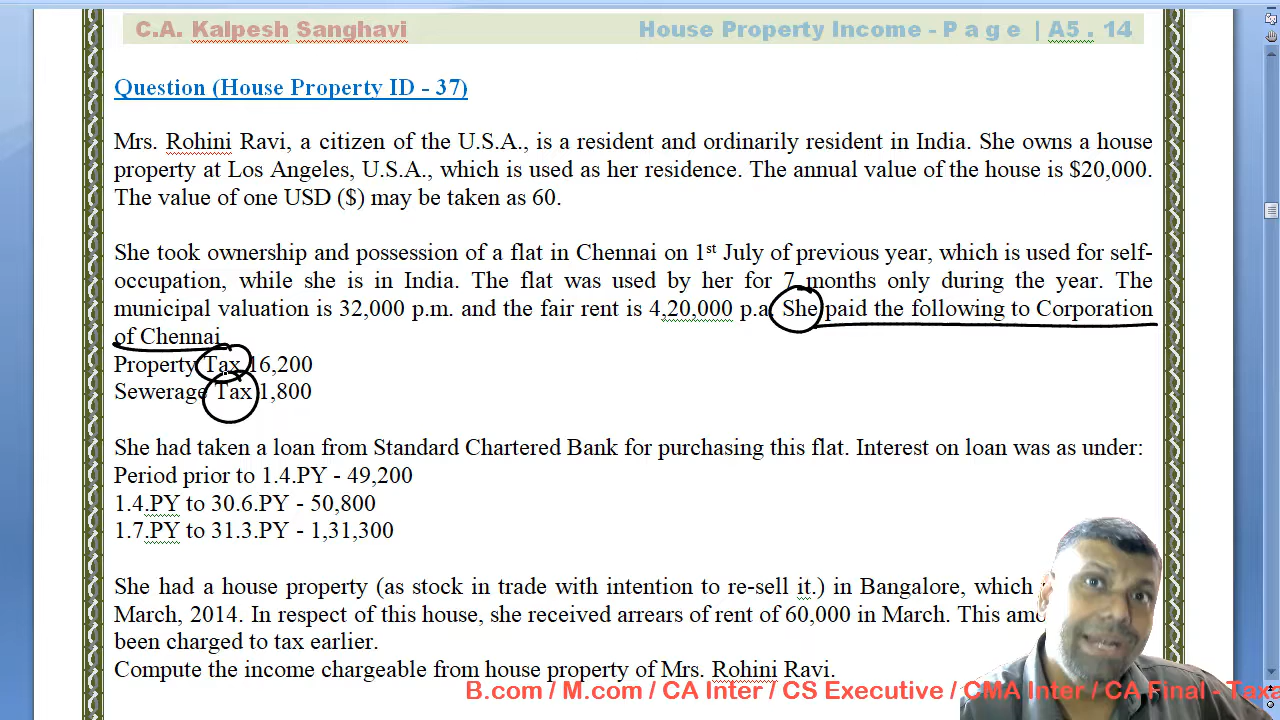 C.A. Kalpesh Sanghavi
House Property Income - P a g e | A5 . 14
Question (House Property ID - 37)
Mrs. Rohini Ravi, a citizen of the U.S.A., is a resident and ordinarily resident in India. She owns a house
property at Los Angeles, U.S.A., which is used as her residence. The annual value of the house is $20,000.
The value of one USD ($) may be taken as 60.
She took ownership and possession of a flat in Chennai on 1st July of previous year, which is used for self-
occupation, while she is in India. The flat was used by her for 7 months only during the year. The
municipal valuation is 32,000 p.m. and the fair rent is 4,20,000 p.a. She paid the following to Corporation
of Chennai
Property Tax 16,200
Sewerage Tax 1,800
She had taken a loan from Standard Chartered Bank for purchasing this flat. Interest on loan was as under:
Period prior to 1.4.PY - 49,200
1.4.PY to 30.6.PY - 50,800
1.7.PY to 31.3.PY - 1,31,300
She had a house property (as stock in trade with intention to re-sell it.) in Bangalore, which
March, 2014. In respect of this house, she received arrears of rent of 60,000 in March. This
been charged to tax earlier.
Compute the income chargeable from house property of Mrs. Rohini Ravi.
B.com / M.com / CA Inter / CS Executive / CMA Inter / CA Final -